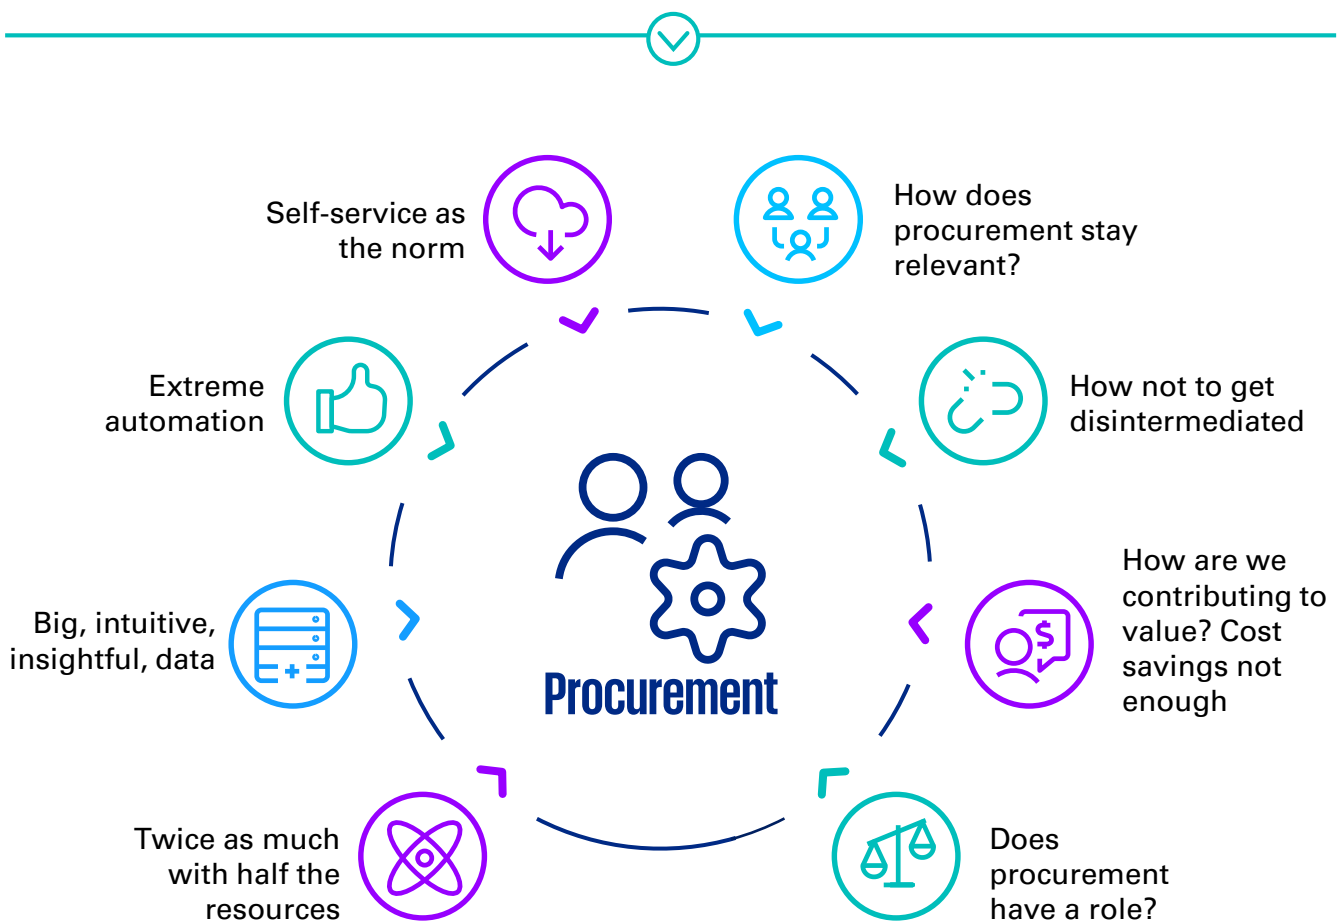 Self-service as
the norm
How does
procurement stay
relevant?
Extreme
automation
How not to get
disintermediated
Big, intuitive,
insightful, data
How are we
contributing to
value? Cost
savings not
enough
$
Procurement
Twice as much
with half the
resources
Does
procurement
have a role?